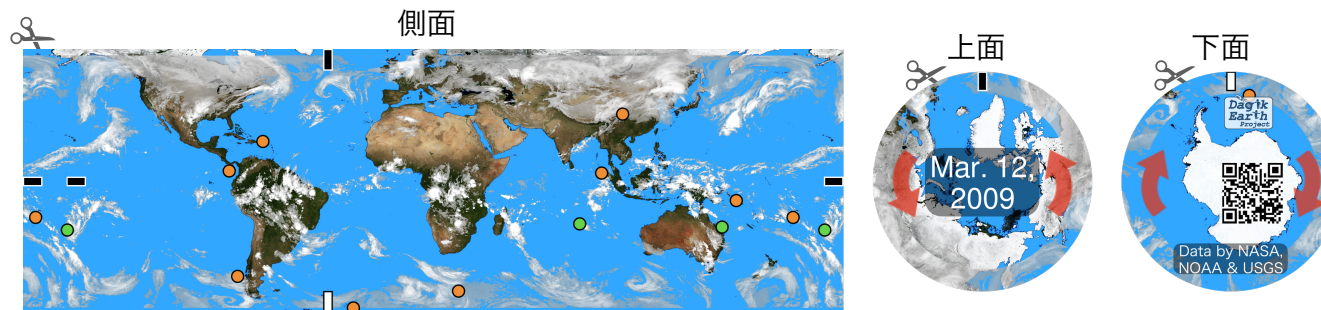 側面
上面
下面
Mar. 12,
2009
Dagik
Earth
Project
Data by NASA,
NOAA & USGS